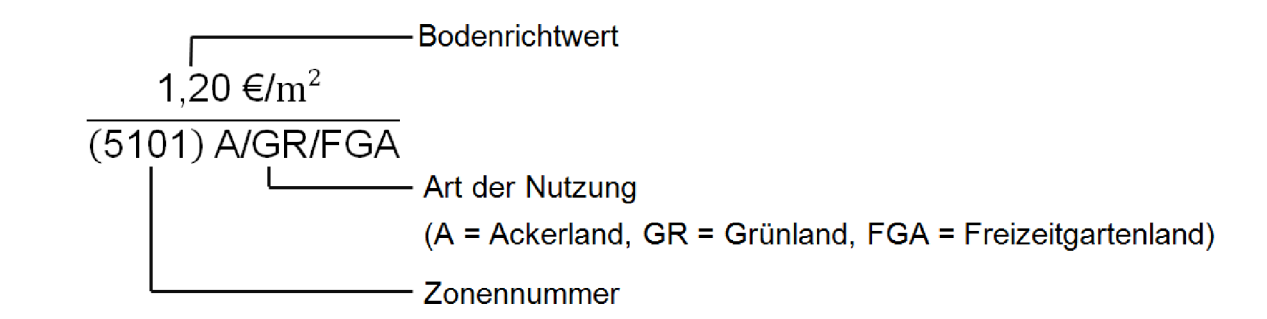 Bodenrichtwert
1,20 €/m²
(5101) A/GR/FGA
Art der Nutzung
(A = Ackerland, GR = Grünland, FGA = Freizeitgartenland)
Zonennummer